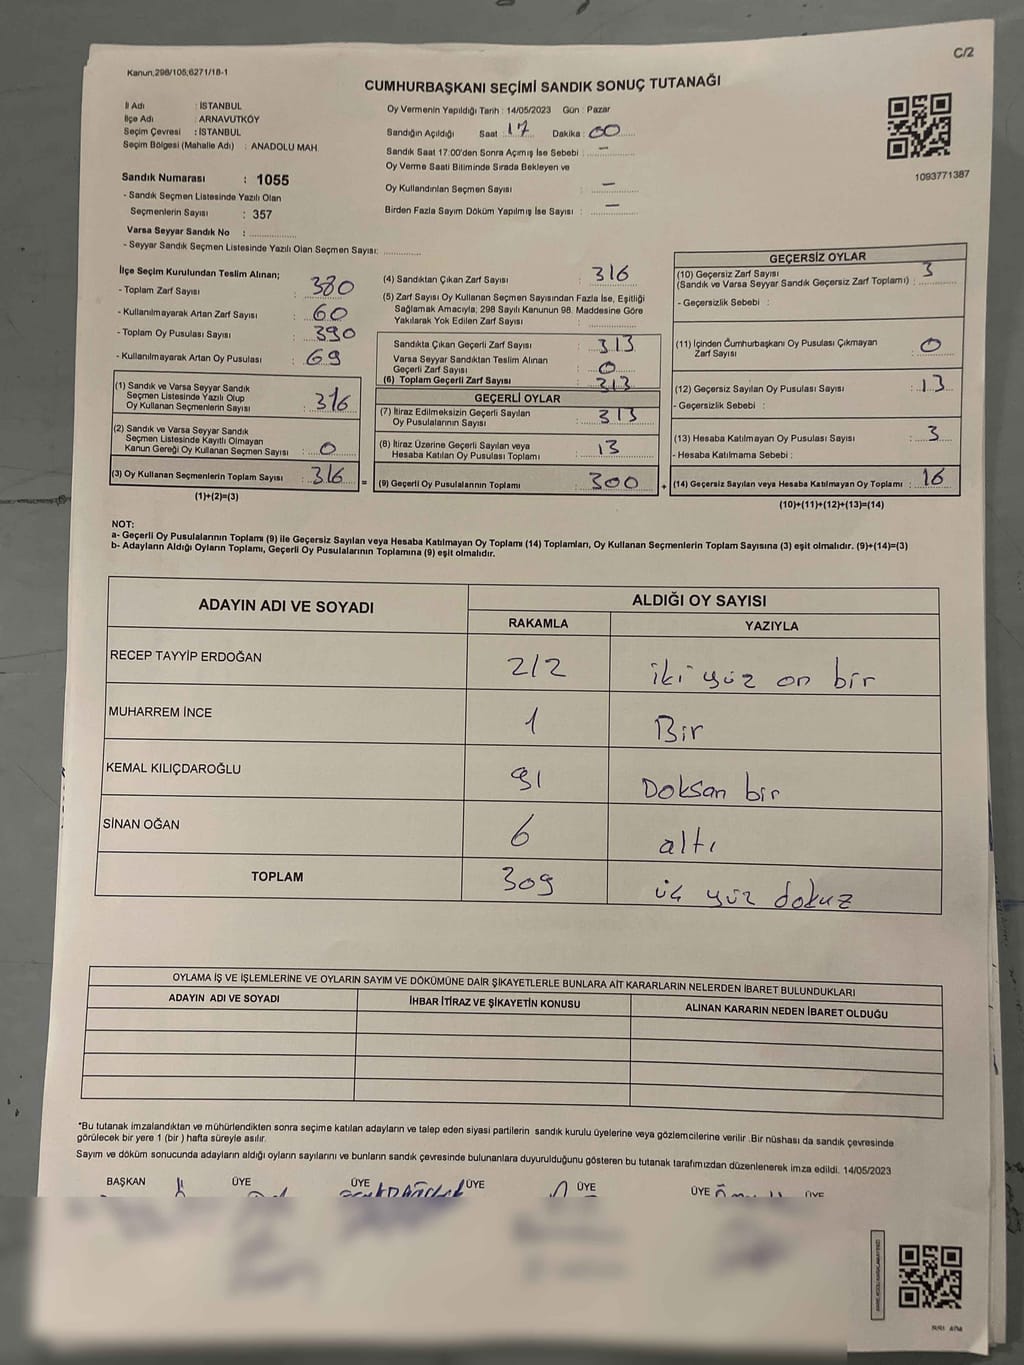 C/2
Kanun,298/105;6271/18-1
CUMHURBAŞKANI SEÇİMİ SANDIK SONUÇ TUTANAĞI
İl Adı : İSTANBUL
İlçe Adı : ARNAVUTKÖY
Seçim Çevresi : İSTANBUL
Seçim Bölgesi (Mahalle Adı) : ANADOLU MAH.
Sandık Numarası : 1055
- Sandık Seçmen Listesinde Yazılı Olan
Seçmenlerin Sayısı : 357
Varsa Seyyar Sandık No : ..............
- Seyyar Sandık Seçmen Listesinde Yazılı Olan Seçmen Sayısı: ..............
Oy Vermenin Yapıldığı Tarih : 14/05/2023 Gün : Pazar
Sandığın Açıldığı Saat : 17 Dakika : 00
Sandık Saat 17:00'den Sonra Açımış İse Sebebi : –
Oy Verme Saati Bitiminde Sırada Bekleyen ve
Oy Kullandırılan Seçmen Sayısı : –
Birden Fazla Sayım Döküm Yapılmış İse Sayısı : –
1093771387
İlçe Seçim Kurulundan Teslim Alınan;
- Toplam Zarf Sayısı : 380
- Kullanılmayarak Artan Zarf Sayısı : 60
- Toplam Oy Pusulası Sayısı : 390
- Kullanılmayarak Artan Oy Pusulası : 69
(1) Sandık ve Varsa Seyyar Sandık
Seçmen Listesinde Yazılı Olup
Oy Kullanan Seçmenlerin Sayısı : 316
(2) Sandık ve Varsa Seyyar Sandık
Seçmen Listesinde Kayıtlı Olmayan
Kanun Gereği Oy Kullanan Seçmen Sayısı : 0
(3) Oy Kullanan Seçmenlerin Toplam Sayısı : 316
(1)+(2)=(3)
(4) Sandıktan Çıkan Zarf Sayısı : 316
(5) Zarf Sayısı Oy Kullanan Seçmen Sayısından Fazla İse, Eşitliği
Sağlamak Amacıyla; 298 Sayılı Kanunun 98. Maddesine Göre
Yakılarak Yok Edilen Zarf Sayısı : ..............
Sandıkta Çıkan Geçerli Zarf Sayısı : 313
Varsa Seyyar Sandıktan Teslim Alınan
Geçerli Zarf Sayısı : 0
(6) Toplam Geçerli Zarf Sayısı : 313
GEÇERLİ OYLAR
(7) İtiraz Edilmeksizin Geçerli Sayılan
Oy Pusulalarının Sayısı : 313
(8) İtiraz Üzerine Geçerli Sayılan veya
Hesaba Katılan Oy Pusulası Toplamı : 13
= (9) Geçerli Oy Pusulalarının Toplamı : 300
GEÇERSİZ OYLAR
(10) Geçersiz Zarf Sayısı
(Sandık ve Varsa Seyyar Sandık Geçersiz Zarf Toplamı) : 3
- Geçersizlik Sebebi :
(11) İçinden Cumhurbaşkanı Oy Pusulası Çıkmayan
Zarf Sayısı : 0
(12) Geçersiz Sayılan Oy Pusulası Sayısı : 13
- Geçersizlik Sebebi :
(13) Hesaba Katılmayan Oy Pusulası Sayısı : 3
- Hesaba Katılmama Sebebi :
+ (14) Geçersiz Sayılan veya Hesaba Katılmayan Oy Toplamı : 16
(10)+(11)+(12)+(13)=(14)
NOT:
a- Geçerli Oy Pusulalarının Toplamı (9) ile Geçersiz Sayılan veya Hesaba Katılmayan Oy Toplamı (14) Toplamları, Oy Kullanan Seçmenlerin Toplam Sayısına (3) eşit olmalıdır. (9)+(14)=(3)
b- Adayların Aldığı Oyların Toplamı, Geçerli Oy Pusulalarının Toplamına (9) eşit olmalıdır.
ADAYIN ADI VE SOYADI
ALDIĞI OY SAYISI
RAKAMLA YAZIYLA
RECEP TAYYİP ERDOĞAN 212 iki yüz on bir
MUHARREM İNCE 1 Bir
KEMAL KILIÇDAROĞLU 91 Doksan bir
SİNAN OĞAN 6 altı
TOPLAM 309 üç yüz dokuz
OYLAMA İŞ VE İŞLEMLERİNE VE OYLARIN SAYIM VE DÖKÜMÜNE DAİR ŞİKAYETLERLE BUNLARA AİT KARARLARIN NELERDEN İBARET BULUNDUKLARI
ADAYIN ADI VE SOYADI İHBAR İTİRAZ VE ŞİKAYETİN KONUSU ALINAN KARARIN NEDEN İBARET OLDUĞU
*Bu tutanak imzalandıktan ve mühürlendikten sonra seçime katılan adayların ve talep eden siyasi partilerin sandık kurulu üyelerine veya gözlemcilerine verilir .Bir nüshası da sandık çevresinde
görülecek bir yere 1 (bir ) hafta süreyle asılır.
Sayım ve döküm sonucunda adayların aldığı oyların sayılarını ve bunların sandık çevresinde bulunanlara duyurulduğunu gösteren bu tutanak tarafımızdan düzenlenerek imza edildi. 14/05/2023
BAŞKAN ÜYE ÜYE ÜYE ÜYE ÜYE ÜYE